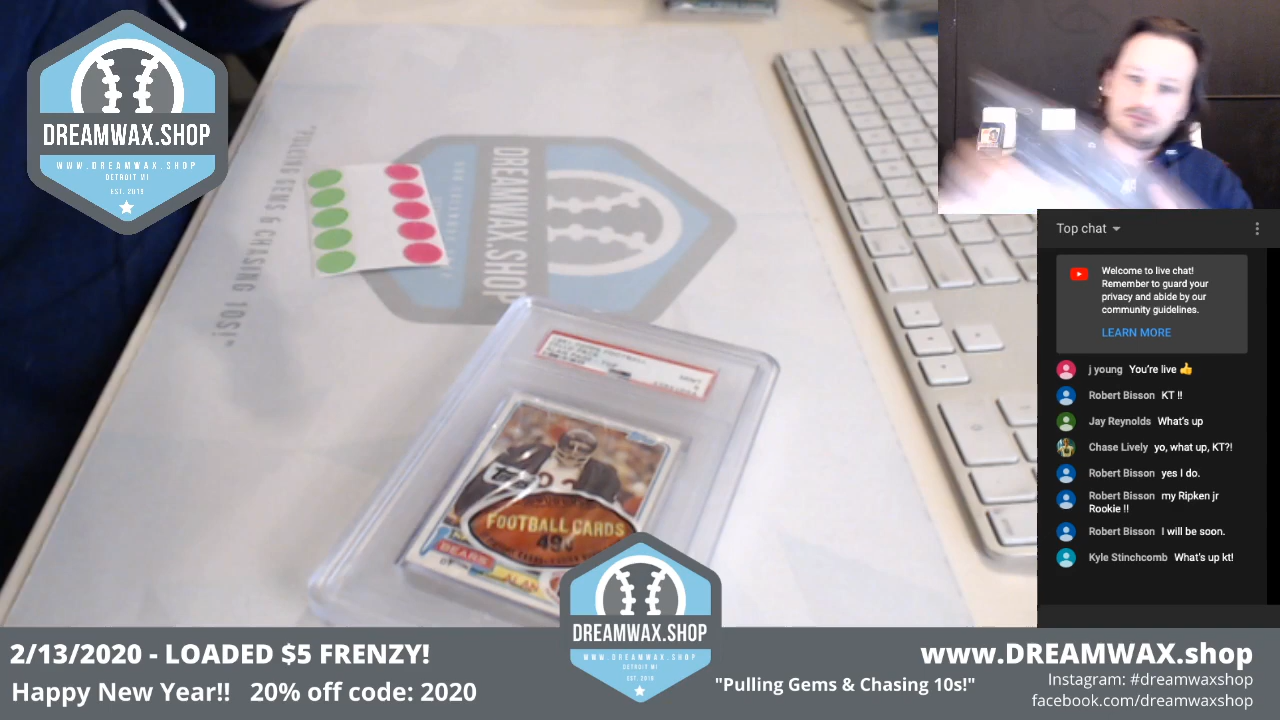 DREAMWAX.SHOP
WWW.DREAMWAX.SHOP
DETROIT MI
EST. 2019
"PULLING GEMS & CHASING 10S!"
DREAMWAX.SHOP
MINT
Topps
FOOTBALL CARDS
49¢
BEARS
ALAN
Top chat
Welcome to live chat!
Remember to guard your
privacy and abide by our
community guidelines.
LEARN MORE
j young You're live 👍
Robert Bisson KT !!
Jay Reynolds What's up
Chase Lively yo, what up, KT?!
Robert Bisson yes I do.
Robert Bisson my Ripken jr
Rookie !!
Robert Bisson I will be soon.
Kyle Stinchcomb What's up kt!
DREAMWAX.SHOP
WWW.DREAMWAX.SHOP
DETROIT MI
EST. 2019
2/13/2020 - LOADED $5 FRENZY!
Happy New Year!! 20% off code: 2020
"Pulling Gems & Chasing 10s!"
www.DREAMWAX.shop
Instagram: #dreamwaxshop
facebook.com/dreamwaxshop